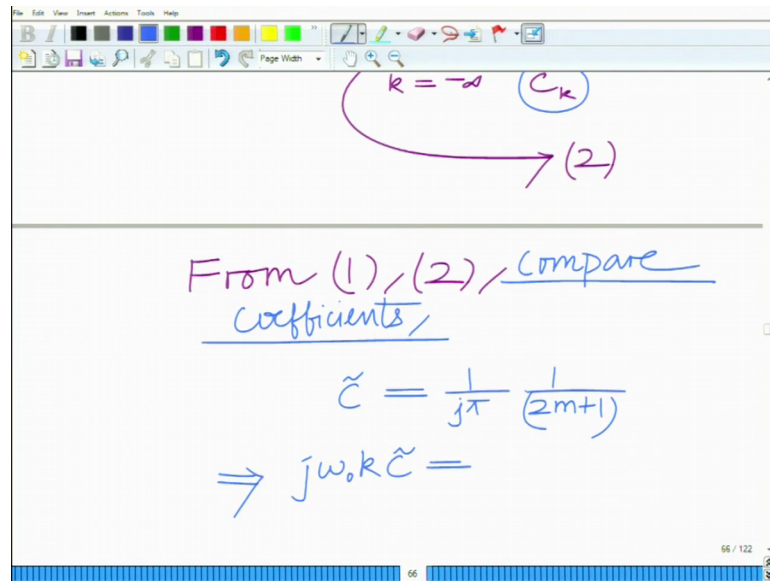 File Edit View Insert Actions Tools Help
B I
Page Width
k = -∞ C_k
(2)
From (1), (2), compare
coefficients,
c̃ = 1/jπ 1/(2m+1)
⇒ jω₀k c̃ =
66 / 122
66